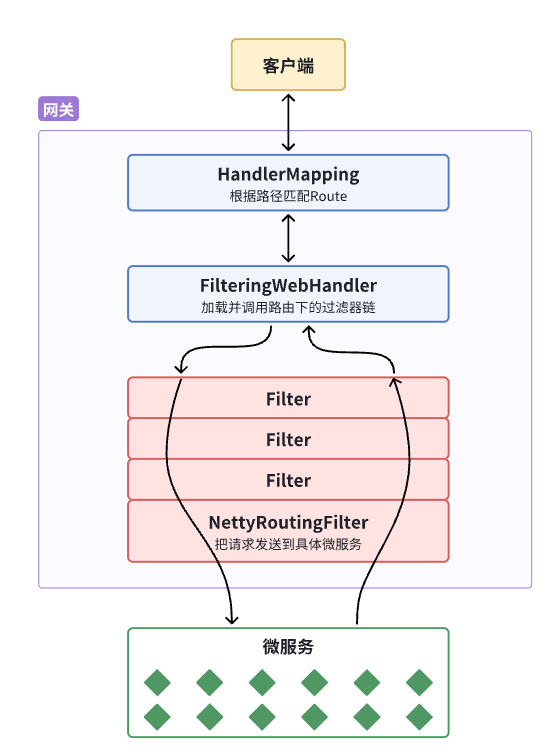 客户端
网关
HandlerMapping
根据路径匹配Route
FilteringWebHandler
加载并调用路由下的过滤器链
Filter
Filter
Filter
NettyRoutingFilter
把请求发送到具体微服务
微服务